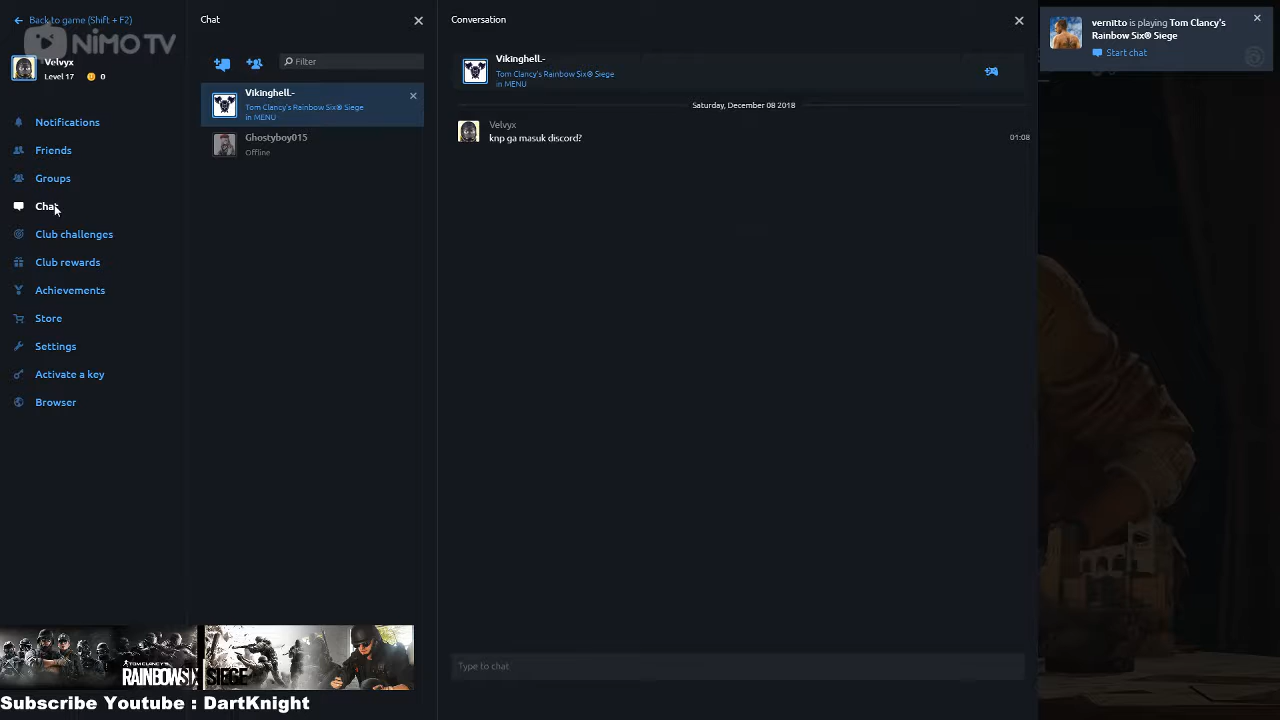 Back to game (Shift + F2)
NIMO TV
Velvyx
Level 17
0
Notifications
Friends
Groups
Chat
Club challenges
Club rewards
Achievements
Store
Settings
Activate a key
Browser
Chat
Filter
VikinghelL-
Tom Clancy's Rainbow Six® Siege
in MENU
Ghostyboy015
Offline
Conversation
VikinghelL-
Tom Clancy's Rainbow Six® Siege
in MENU
Saturday, December 08 2018
Velvyx
knp ga masuk discord?
01:08
Type to chat
vernitto is playing Tom Clancy's
Rainbow Six® Siege
Start chat
TOM CLANCY'S
RAINBOWSIX SIEGE
Subscribe Youtube : DartKnight